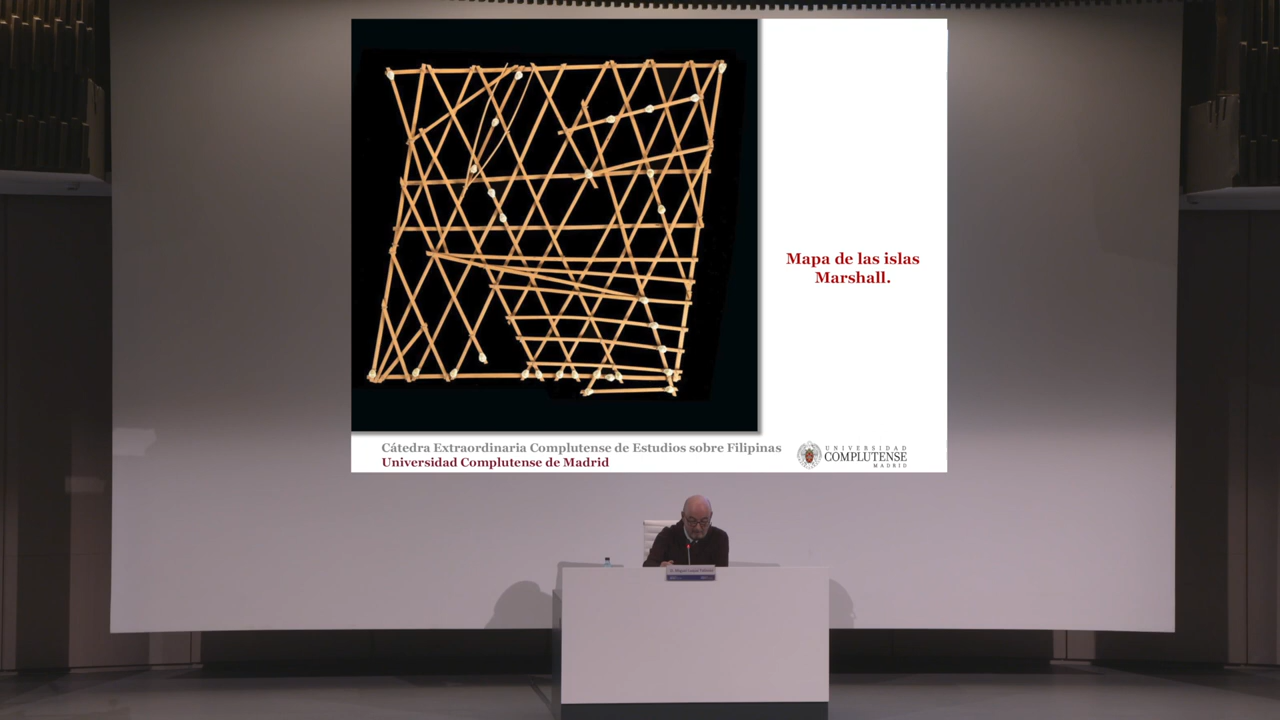 Mapa de las islas
Marshall.
Cátedra Extraordinaria Complutense de Estudios sobre Filipinas
Universidad Complutense de Madrid
UNIVERSIDAD
COMPLUTENSE
MADRID